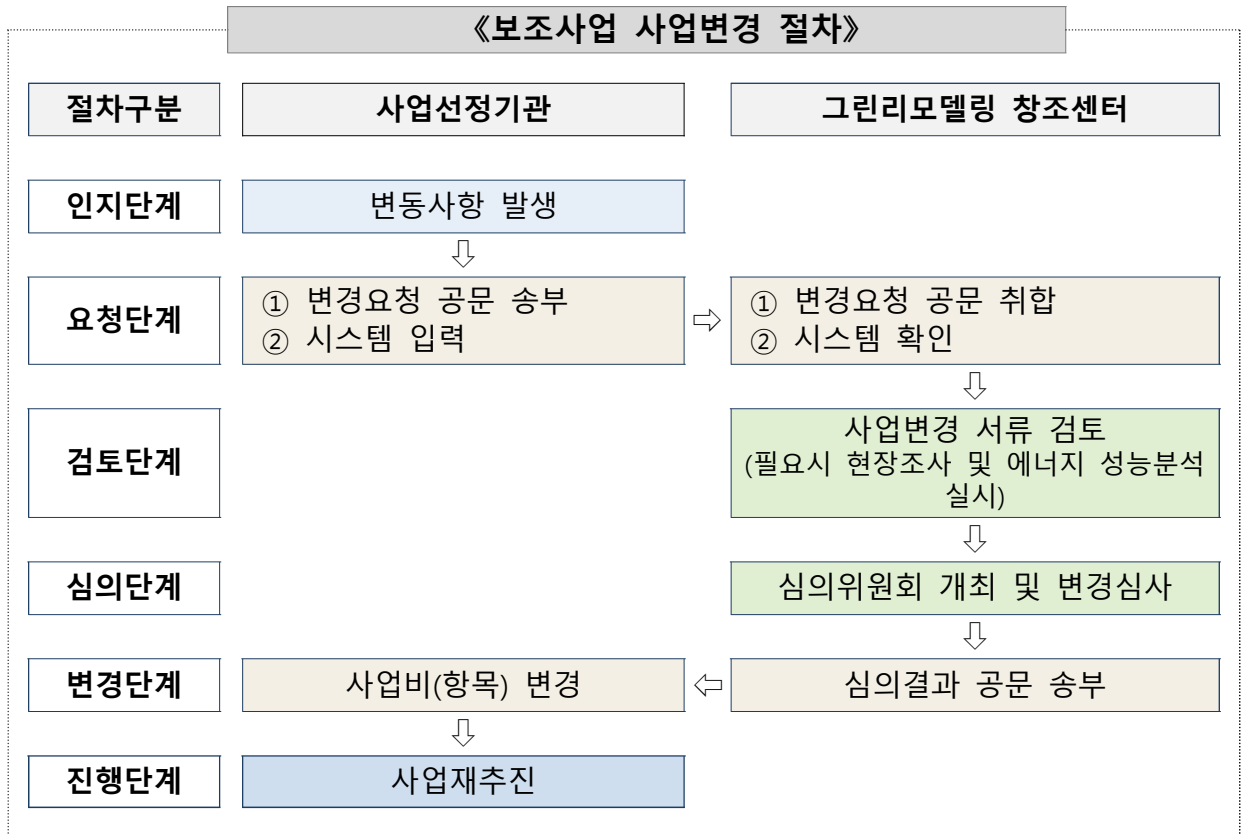 《보조사업 사업변경 절차》
절차구분
사업선정기관
그린리모델링 창조센터
인지단계
변동사항 발생
요청단계
① 변경요청 공문 송부
② 시스템 입력
① 변경요청 공문 취합
② 시스템 확인
검토단계
사업변경 서류 검토
(필요시 현장조사 및 에너지 성능분석
실시)
심의단계
심의위원회 개최 및 변경심사
변경단계
사업비(항목) 변경
심의결과 공문 송부
진행단계
사업재추진